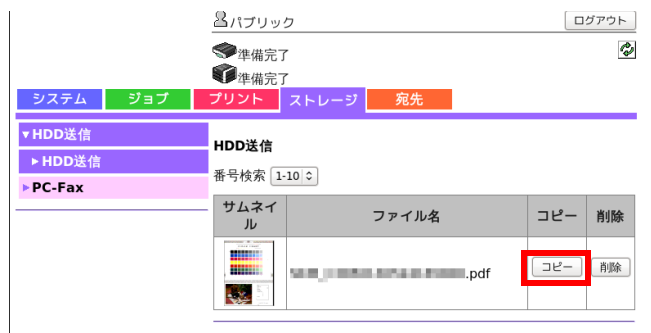 パブリック
ログアウト
準備完了
準備完了
システム ジョブ プリント ストレージ 宛先
▼HDD送信
▶HDD送信
▶PC-Fax
HDD送信
番号検索 1-10
サムネイル ファイル名 コピー 削除
.pdf コピー 削除